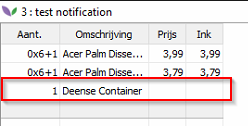 3 : test notification
Aant. Omschrijving Prijs Ink
0x6+1 Acer Palm Disse... 3,99 3,99
0x6+1 Acer Palm Disse... 3,79 3,79
1 Deense Container